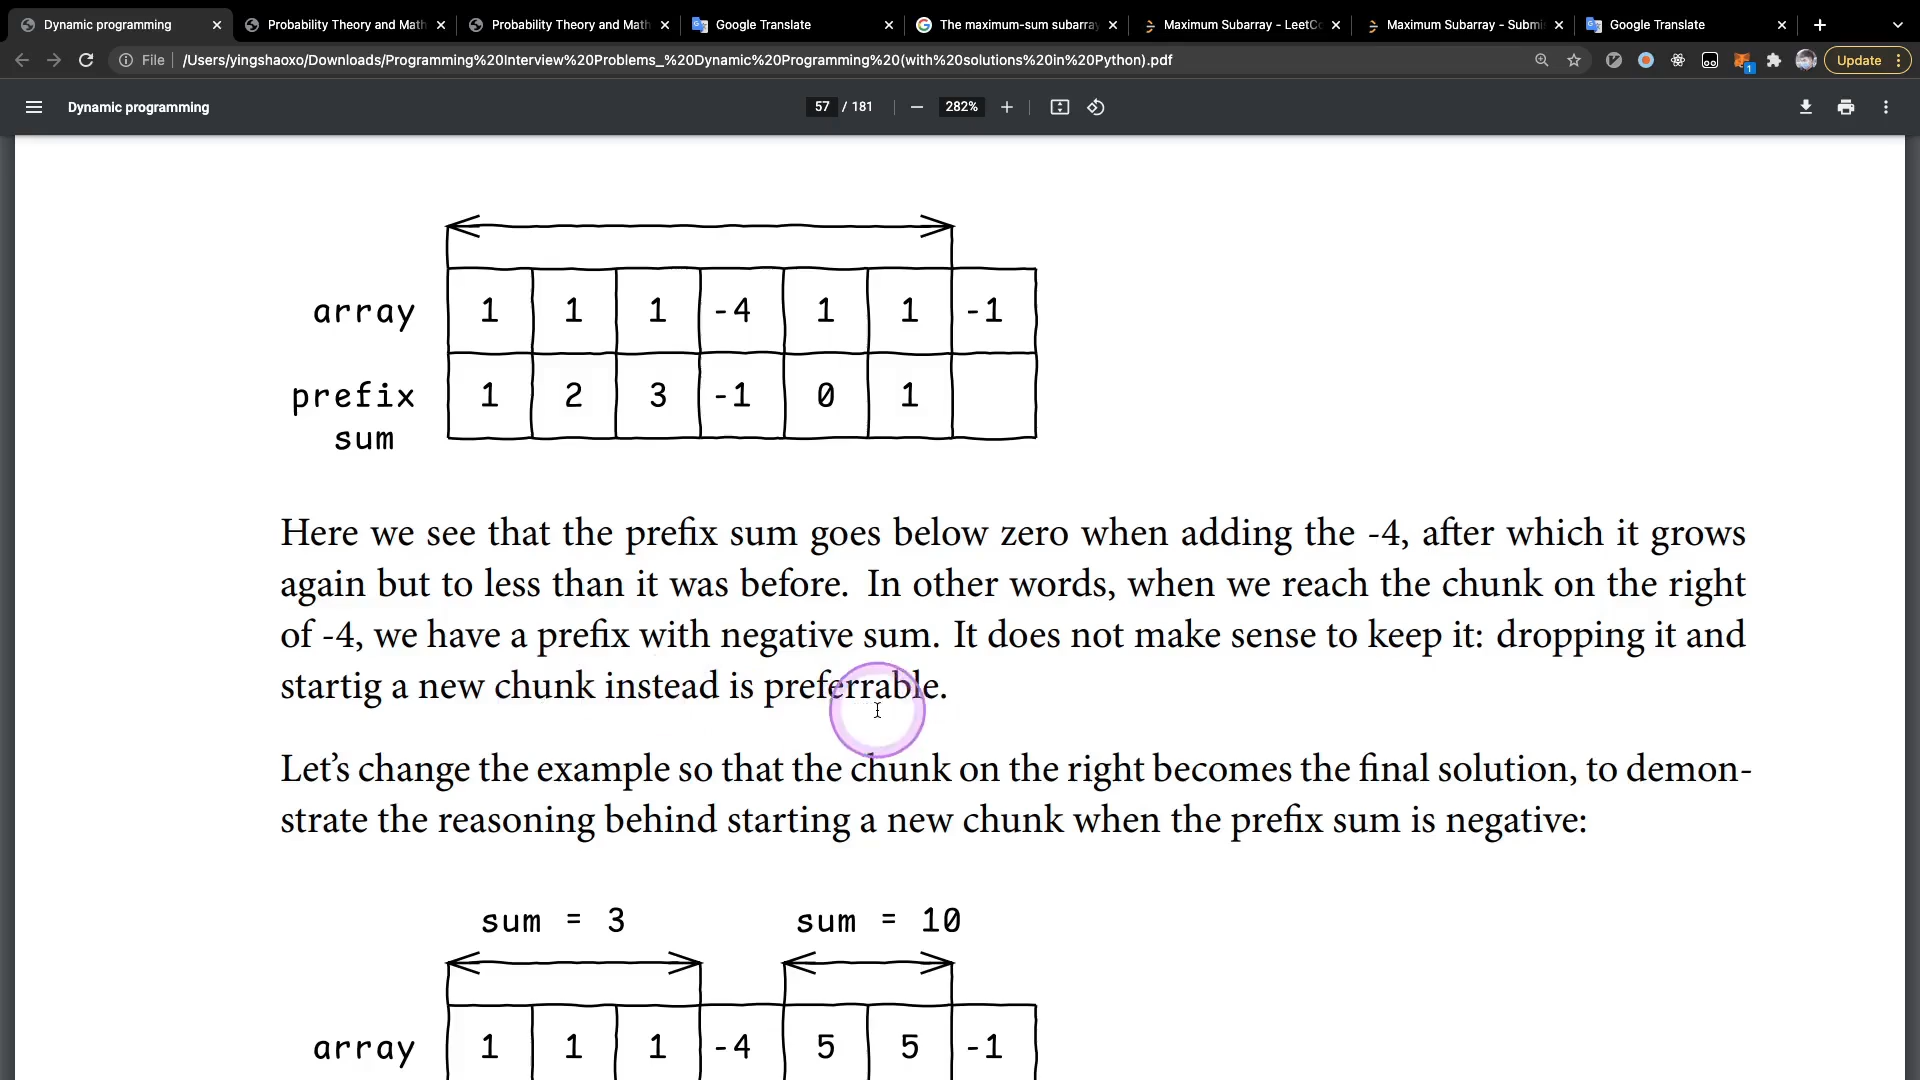 Dynamic programming
Probability Theory and Math
Probability Theory and Math
Google Translate
The maximum-sum subarray
Maximum Subarray - LeetCo
Maximum Subarray - Submi
Google Translate
File
/Users/yingshaoxo/Downloads/Programming%20Interview%20Problems_%20Dynamic%20Programming%20(with%20solutions%20in%20Python).pdf
1
Update
Dynamic programming
57 / 181
282%
array 1 1 1 -4 1 1 -1
prefix 1 2 3 -1 0 1
sum
Here we see that the prefix sum goes below zero when adding the -4, after which it grows
again but to less than it was before. In other words, when we reach the chunk on the right
of -4, we have a prefix with negative sum. It does not make sense to keep it: dropping it and
startig a new chunk instead is preferrable.
Let’s change the example so that the chunk on the right becomes the final solution, to demon-
strate the reasoning behind starting a new chunk when the prefix sum is negative:
sum = 3 sum = 10
array 1 1 1 -4 5 5 -1